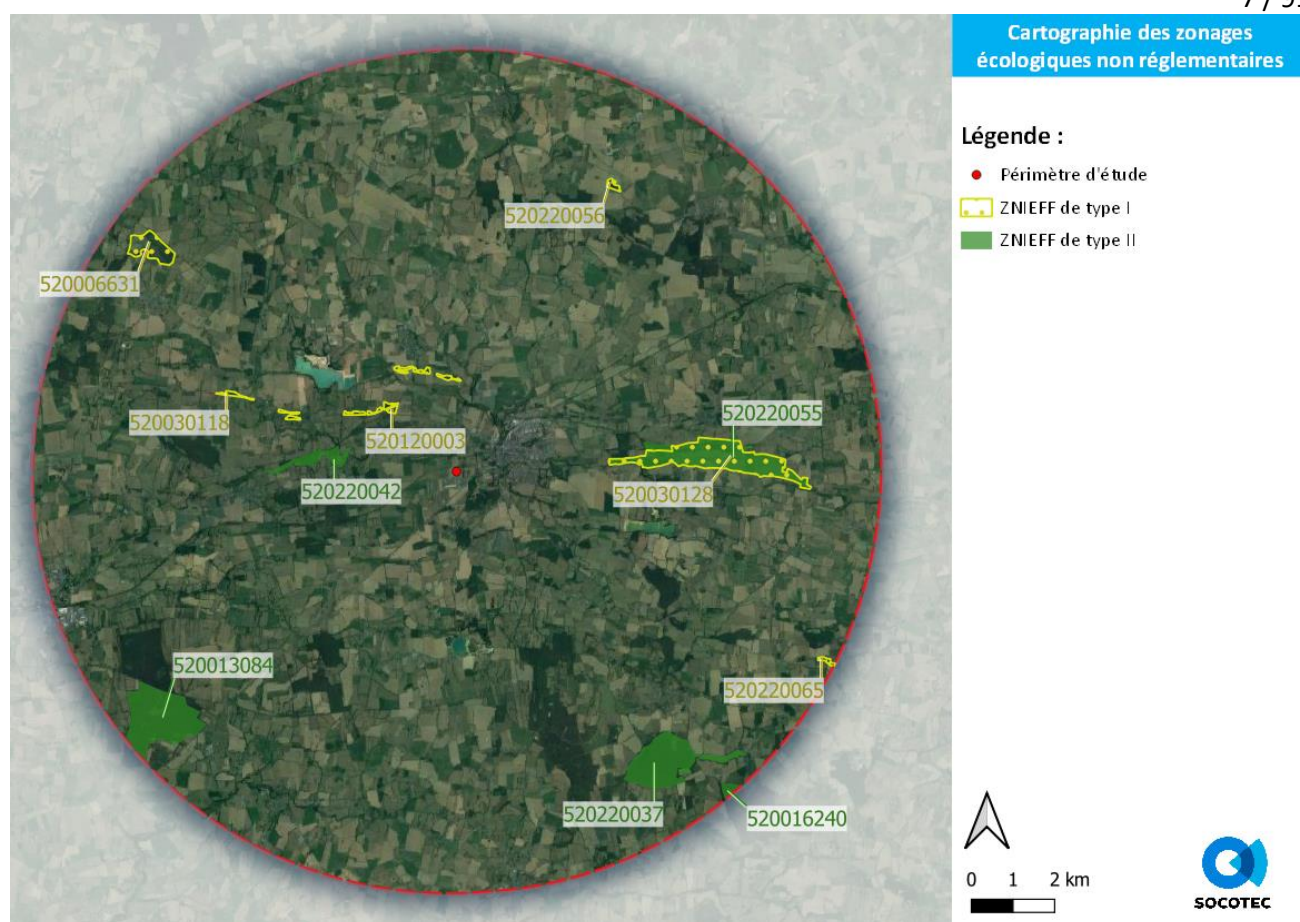 Cartographie des zonages
écologiques non réglementaires
Légende :
Périmètre d'étude
ZNIEFF de type I
ZNIEFF de type II
520220056
520006631
520030118
520120003
520220055
520220042
520030128
520013084
520220065
520220037
520016240
0 1 2 km
SOCOTEC